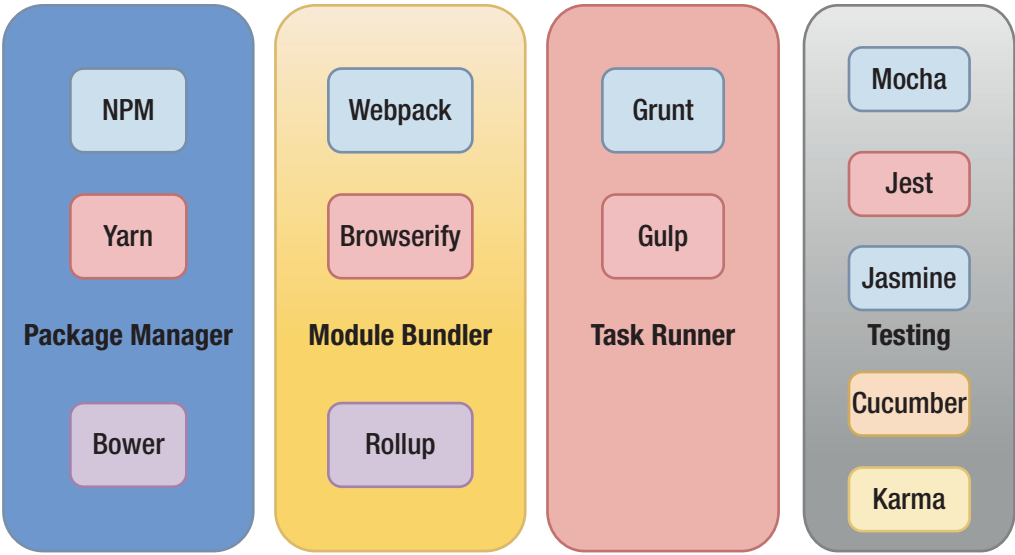 NPM
Yarn
Package Manager
Bower
Webpack
Browserify
Module Bundler
Rollup
Grunt
Gulp
Task Runner
Mocha
Jest
Jasmine
Testing
Cucumber
Karma